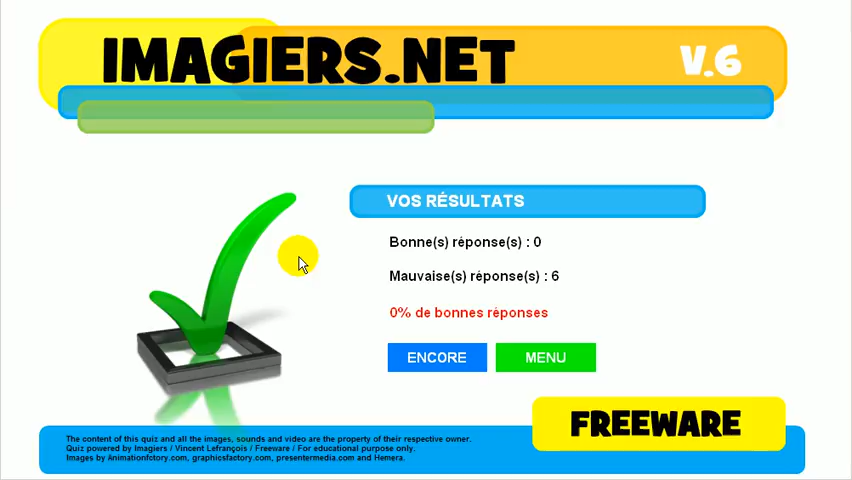 IMAGIERS.NET
V.6
VOS RÉSULTATS
Bonne(s) réponse(s) : 0
Mauvaise(s) réponse(s) : 6
0% de bonnes réponses
ENCORE
MENU
FREEWARE
The content of this quiz and all the images, sounds and video are the property of their respective owner.
Quiz powered by Imagiers / Vincent Lefrançois / Freeware / For educational purpose only.
Images by Animationfctory.com, graphicsfactory.com, presentermedia.com and Hemera.